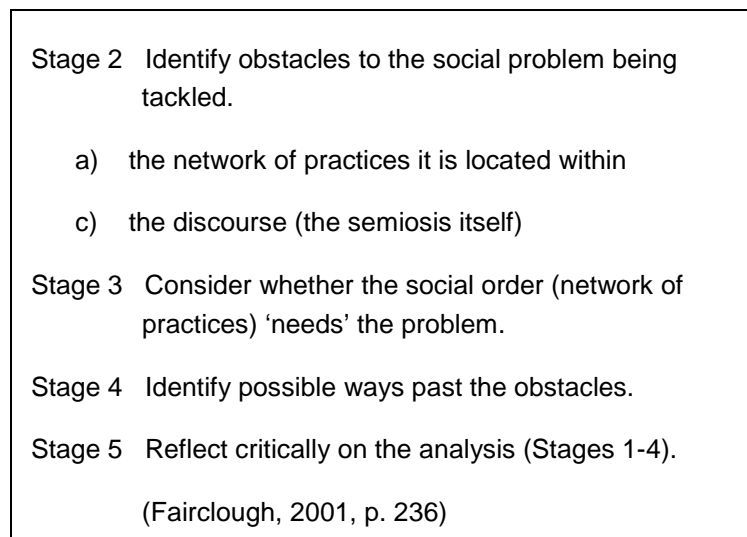 Stage 2 Identify obstacles to the social problem being
tackled.
a) the network of practices it is located within
c) the discourse (the semiosis itself)
Stage 3 Consider whether the social order (network of
practices) ‘needs’ the problem.
Stage 4 Identify possible ways past the obstacles.
Stage 5 Reflect critically on the analysis (Stages 1-4).
(Fairclough, 2001, p. 236)